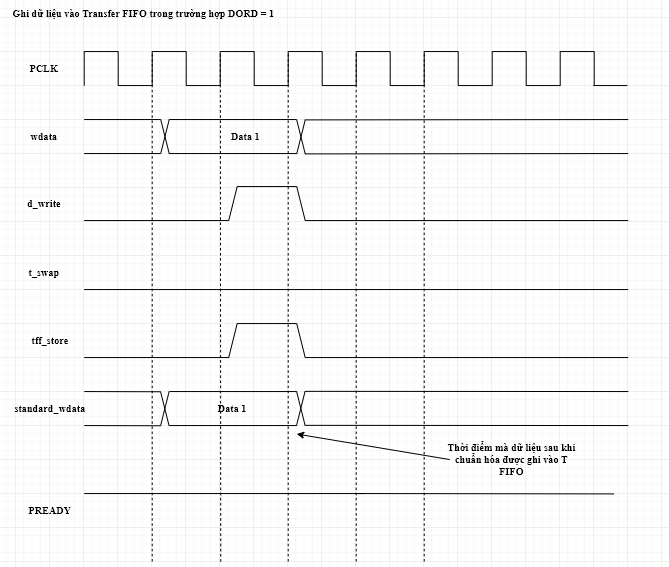 Ghi dữ liệu vào Transfer FIFO trong trường hợp DORD = 1
PCLK
wdata
Data 1
d_write
t_swap
tff_store
standard_wdata
Data 1
Thời điểm mà dữ liệu sau khi
chuẩn hóa được ghi vào T
FIFO
PREADY